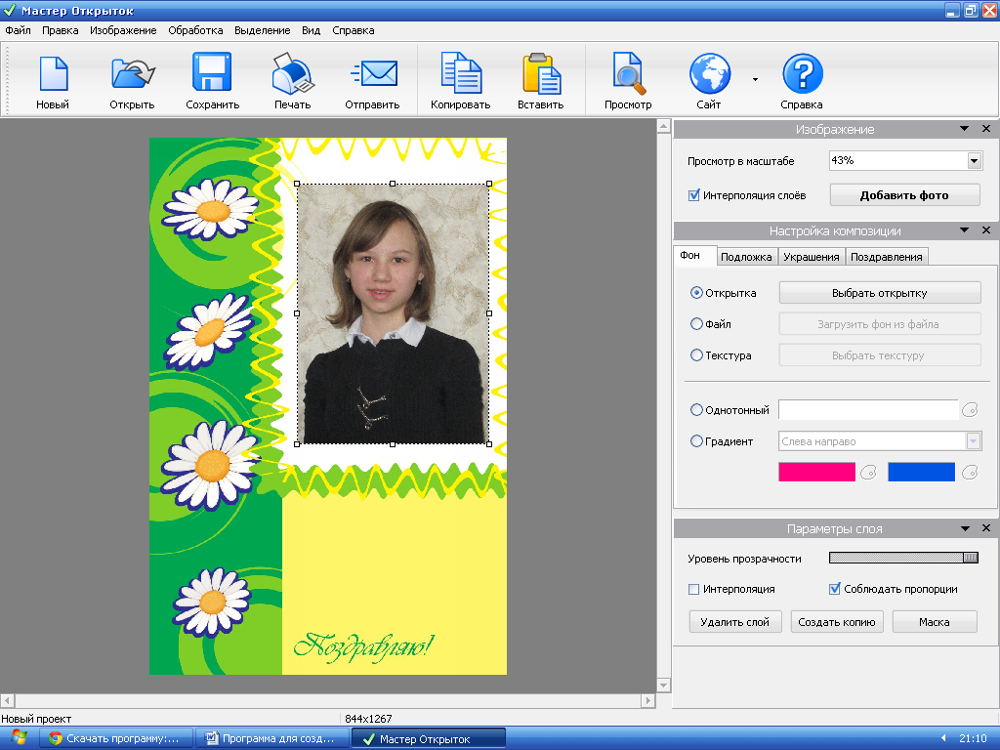 Мастер Открыток
Файл Правка Изображение Обработка Выделение Вид Справка
Новый Открыть Сохранить Печать Отправить Копировать Вставить Просмотр Сайт Справка
Изображение
Просмотр в масштабе 43%
Интерполяция слоёв Добавить фото
Настройка композиции
Фон Подложка Украшения Поздравления
Открытка Выбрать открытку
Файл Загрузить фон из файла
Текстура Выбрать текстуру
Однотонный
Градиент Слева направо
Параметры слоя
Уровень прозрачности
Интерполяция Соблюдать пропорции
Удалить слой Создать копию Маска
Поздравляю!
Новый проект 844x1267
Скачать программу:... Программа для созд... Мастер Открыток 21:10